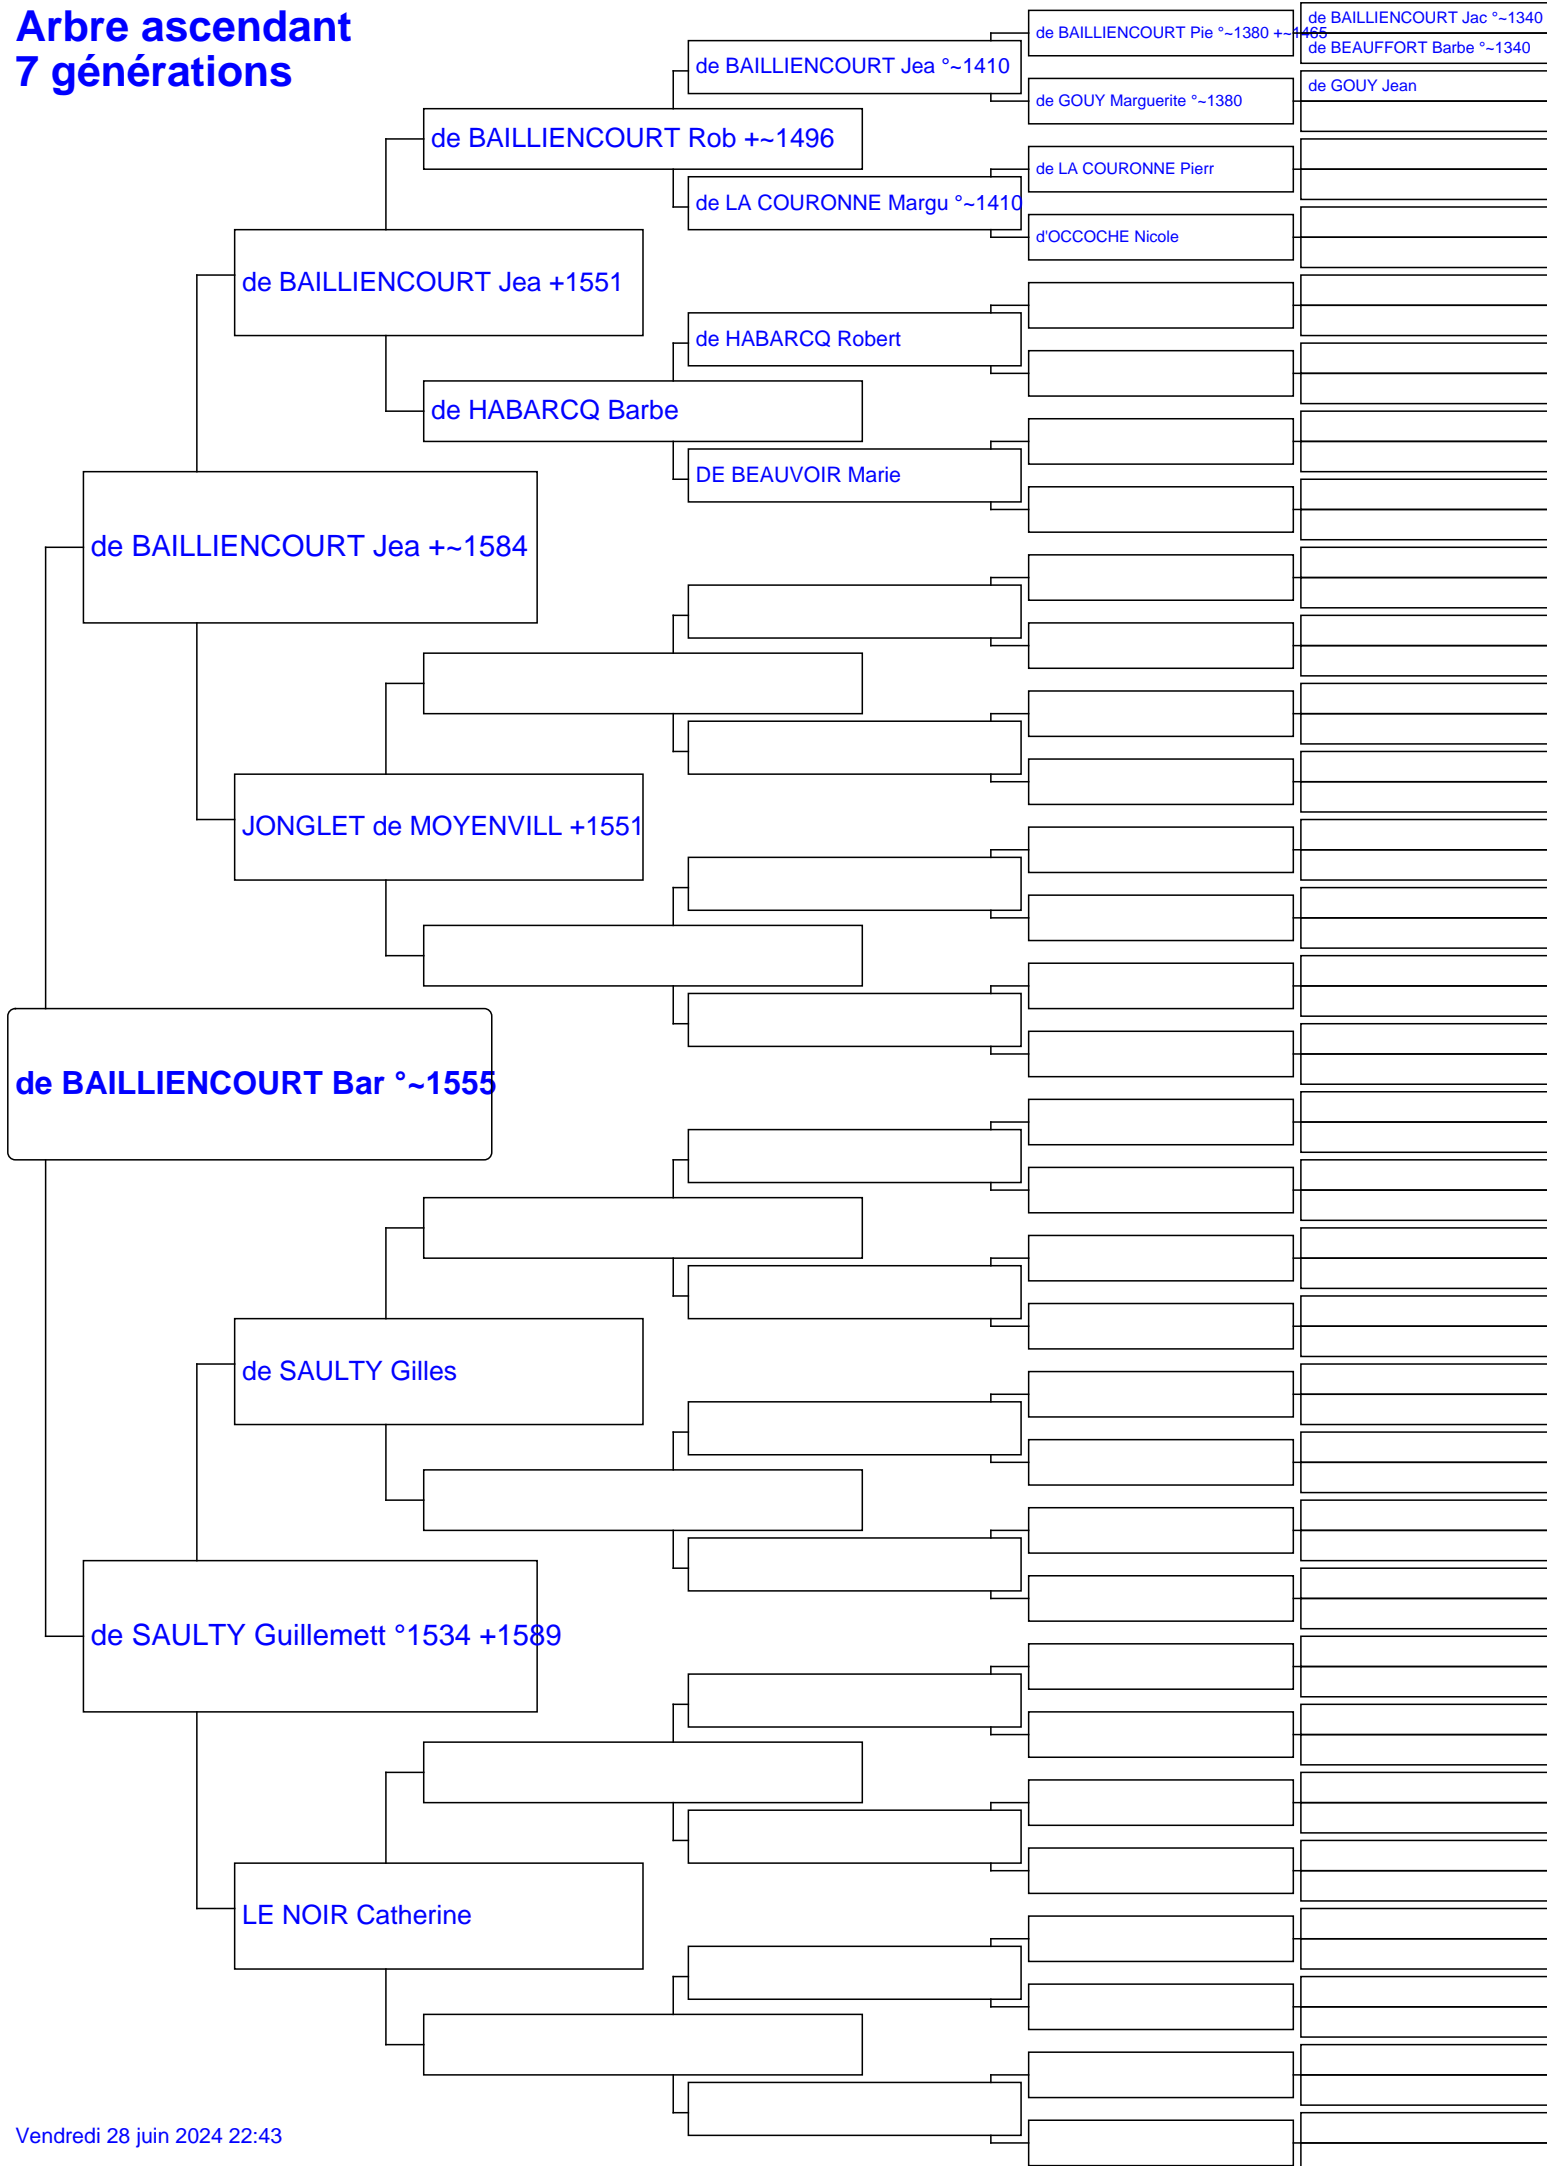 Arbre ascendant
7 générations
de BAILLIENCOURT Jac °~1340
de BAILLIENCOURT Pie °~1380 +~1465
de BEAUFFORT Barbe °~1340
de BAILLIENCOURT Jea °~1410
de GOUY Jean
de GOUY Marguerite °~1380
de BAILLIENCOURT Rob +~1496
de LA COURONNE Pierr
de LA COURONNE Margu °~1410
d'OCCOCHE Nicole
de BAILLIENCOURT Jea +1551
de HABARCQ Robert
de HABARCQ Barbe
DE BEAUVOIR Marie
de BAILLIENCOURT Jea +~1584
JONGLET de MOYENVILL +1551
de BAILLIENCOURT Bar °~1555
de SAULTY Gilles
de SAULTY Guillemett °1534 +1589
LE NOIR Catherine
Vendredi 28 juin 2024 22:43